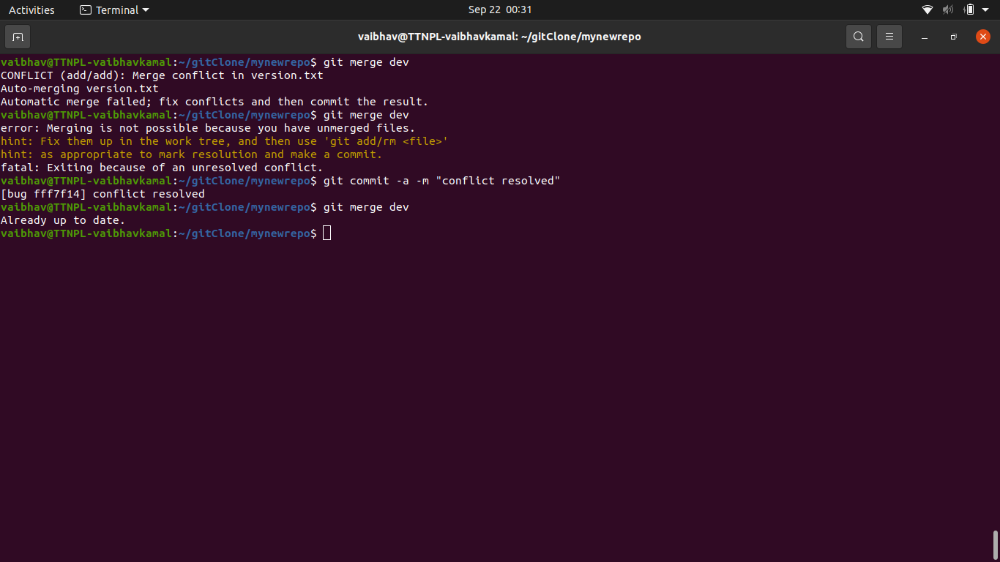 Activities Terminal Sep 22 00:31
vaibhav@TTNPL-vaibhavkamal: ~/gitClone/mynewrepo
vaibhav@TTNPL-vaibhavkamal:~/gitClone/mynewrepo$ git merge dev
CONFLICT (add/add): Merge conflict in version.txt
Auto-merging version.txt
Automatic merge failed; fix conflicts and then commit the result.
vaibhav@TTNPL-vaibhavkamal:~/gitClone/mynewrepo$ git merge dev
error: Merging is not possible because you have unmerged files.
hint: Fix them up in the work tree, and then use 'git add/rm <file>'
hint: as appropriate to mark resolution and make a commit.
fatal: Exiting because of an unresolved conflict.
vaibhav@TTNPL-vaibhavkamal:~/gitClone/mynewrepo$ git commit -a -m "conflict resolved"
[bug fff7f14] conflict resolved
vaibhav@TTNPL-vaibhavkamal:~/gitClone/mynewrepo$ git merge dev
Already up to date.
vaibhav@TTNPL-vaibhavkamal:~/gitClone/mynewrepo$